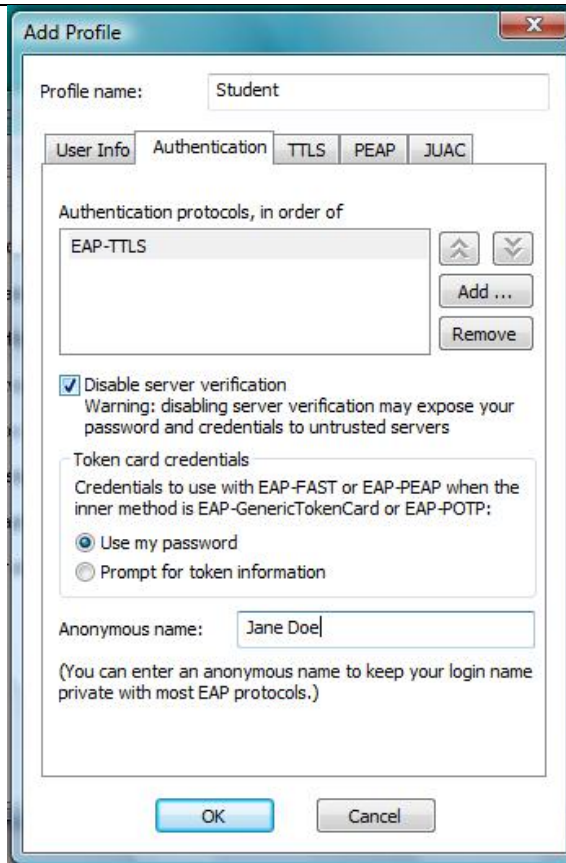 Add Profile
Profile name: Student
User Info Authentication TTLS PEAP JUAC
Authentication protocols, in order of
EAP-TTLS
Add ...
Remove
Disable server verification
Warning: disabling server verification may expose your
password and credentials to untrusted servers
Token card credentials
Credentials to use with EAP-FAST or EAP-PEAP when the
inner method is EAP-GenericTokenCard or EAP-POTP:
Use my password
Prompt for token information
Anonymous name: Jane Doe
(You can enter an anonymous name to keep your login name
private with most EAP protocols.)
OK Cancel